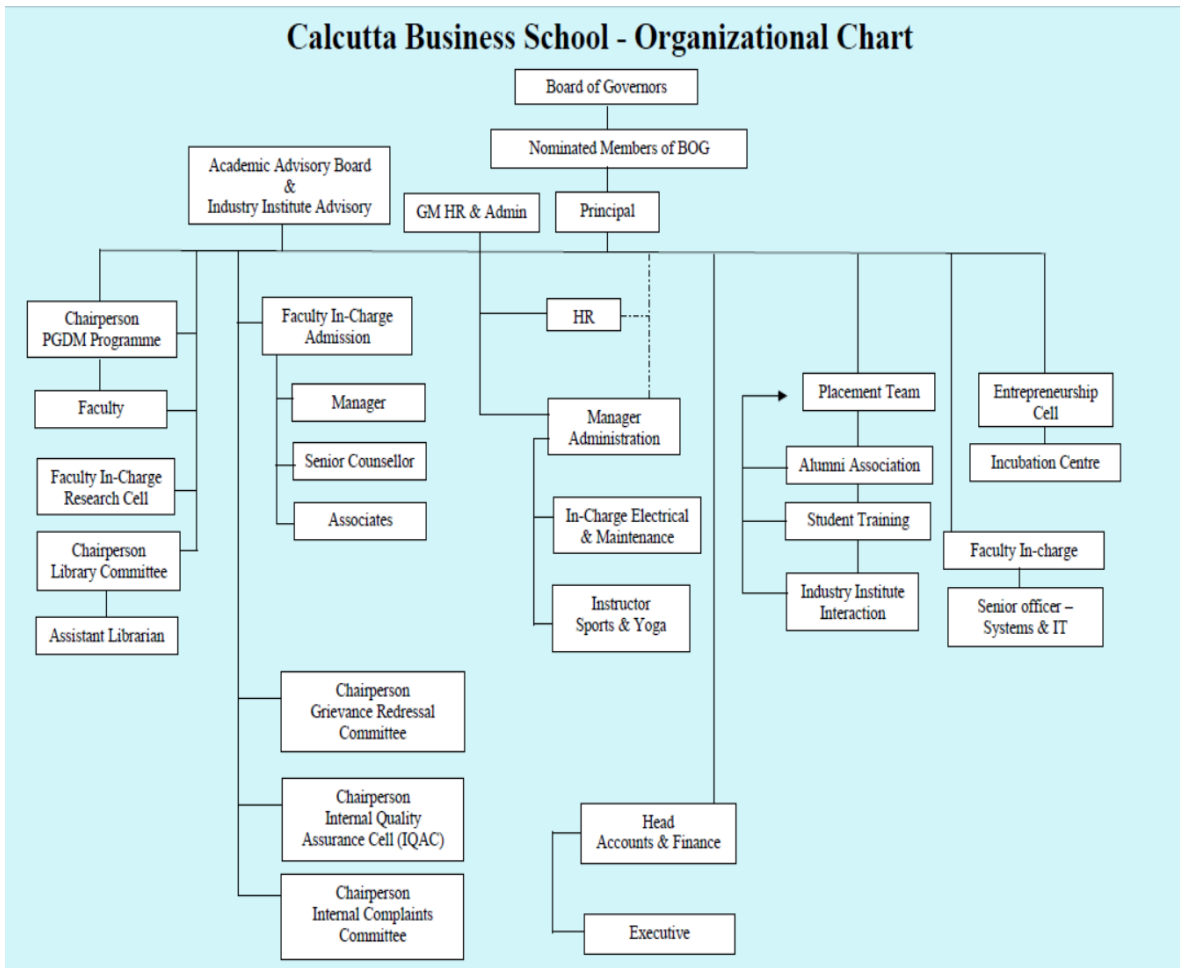 Calcutta Business School - Organizational Chart
Board of Governors
Nominated Members of BOG
Academic Advisory Board
&
Industry Institute Advisory
GM HR & Admin
Principal
Chairperson
PGDM Programme
Faculty
Faculty In-Charge
Research Cell
Chairperson
Library Committee
Assistant Librarian
Faculty In-Charge
Admission
Manager
Senior Counsellor
Associates
Chairperson
Grievance Redressal
Committee
Chairperson
Internal Quality
Assurance Cell (IQAC)
Chairperson
Internal Complaints
Committee
HR
Manager
Administration
In-Charge Electrical
& Maintenance
Instructor
Sports & Yoga
Head
Accounts & Finance
Executive
Placement Team
Alumni Association
Student Training
Industry Institute
Interaction
Entrepreneurship
Cell
Incubation Centre
Faculty In-charge
Senior officer –
Systems & IT